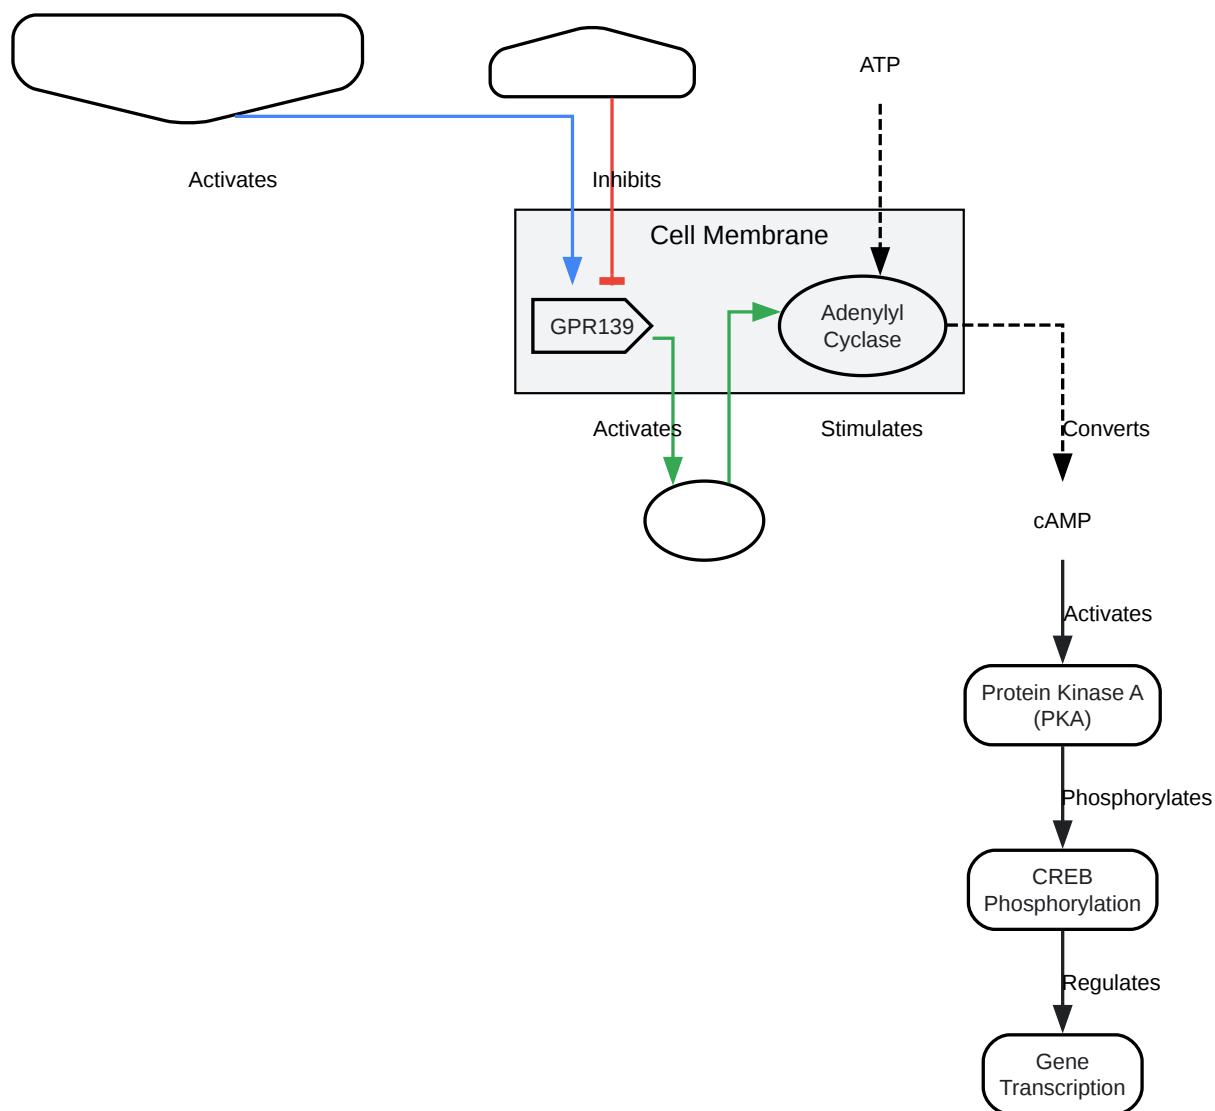 ATP
Activates
Inhibits
Cell Membrane
GPR139
Adenylyl
Cyclase
Activates
Stimulates
Converts
cAMP
Activates
Protein Kinase A
(PKA)
Phosphorylates
CREB
Phosphorylation
Regulates
Gene
Transcription